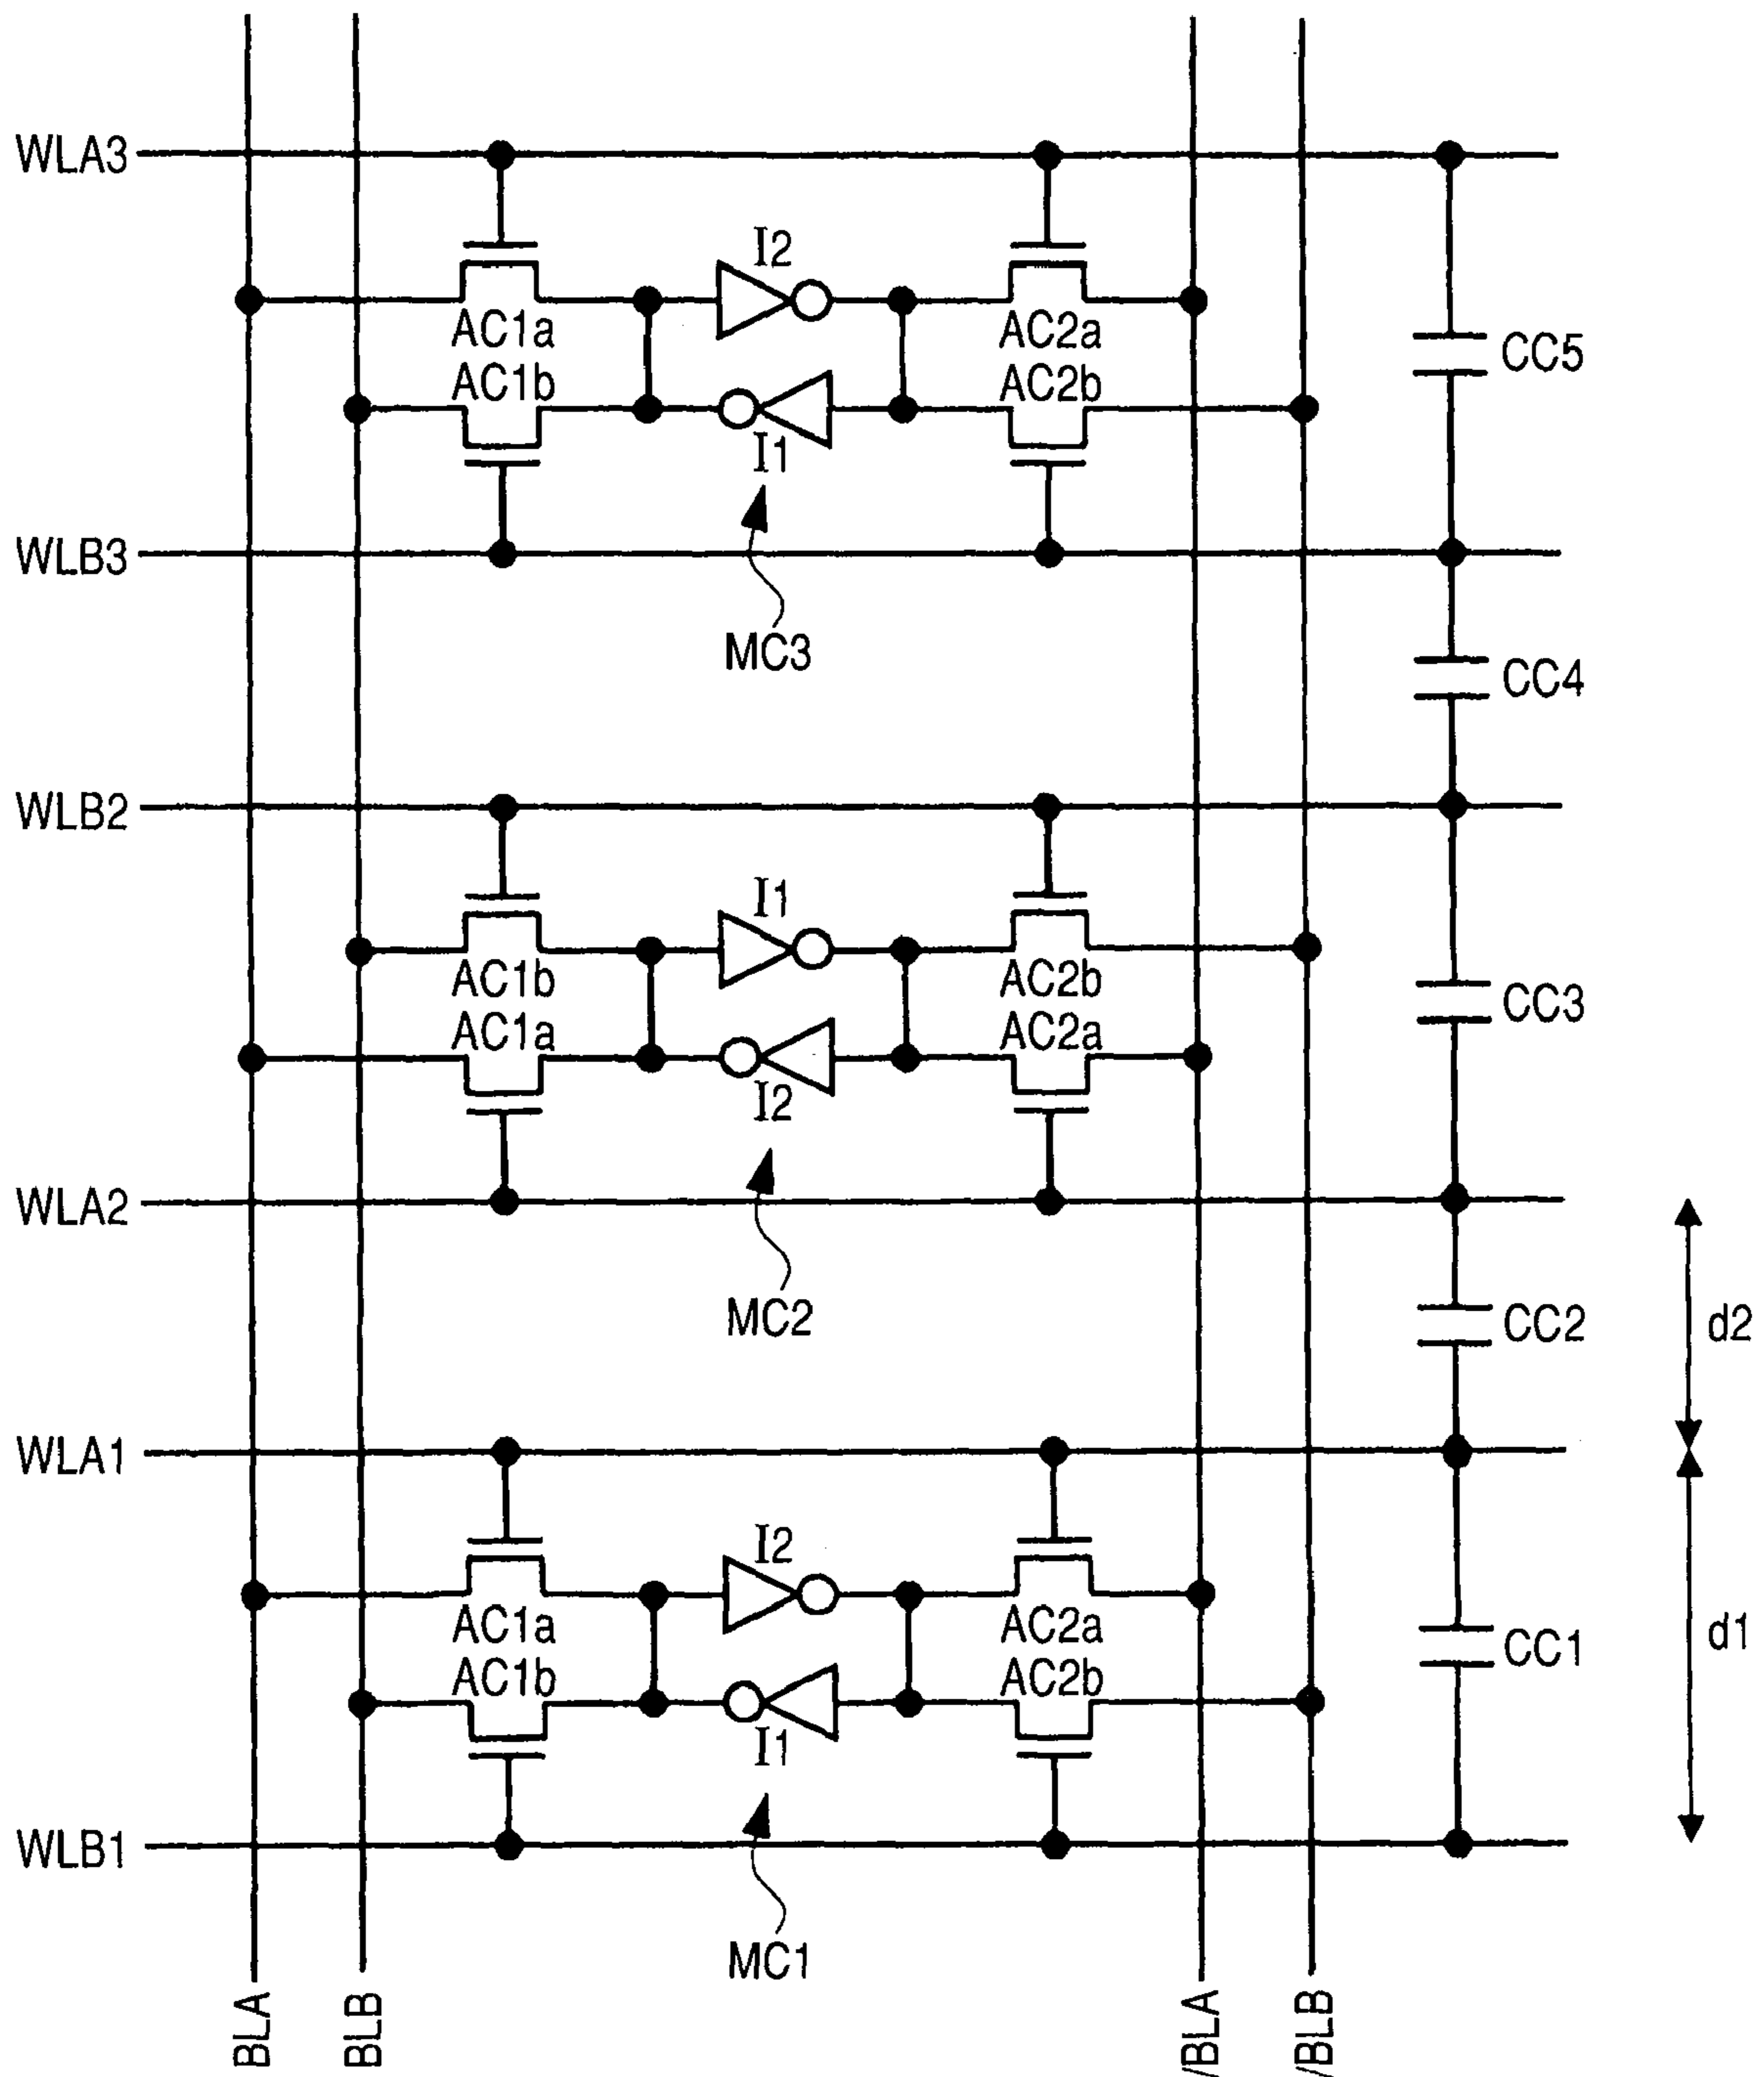 WLA3
I2
AC1a
AC2a
CC5
AC1b
AC2b
I1
WLB3
MC3
CC4
WLB2
I1
AC1b
AC2b
CC3
AC1a
AC2a
I2
WLA2
MC2
CC2
d2
WLA1
I2
AC1a
AC2a
CC1
d1
AC1b
AC2b
I1
WLB1
MC1
BLA
BLB
/BLA
/BLB